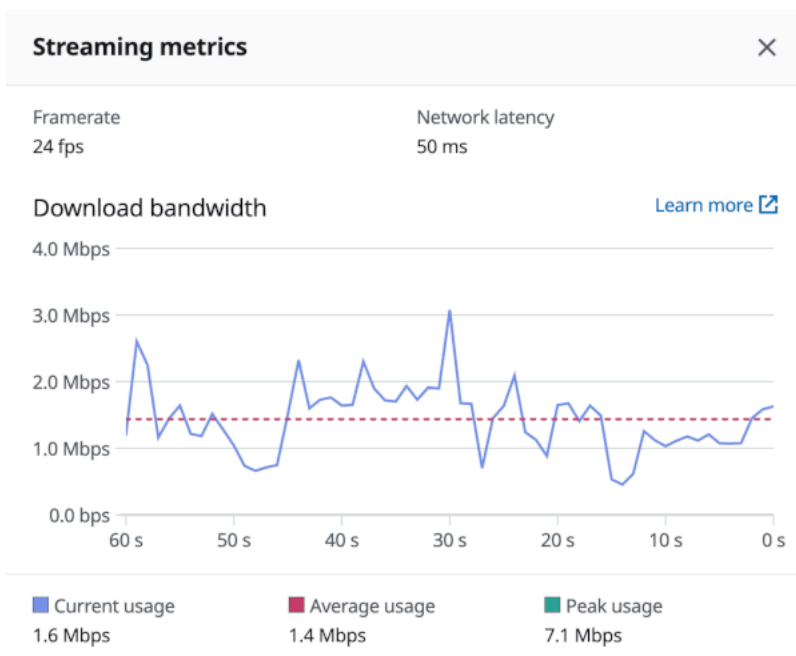 Streaming metrics
Framerate
Network latency
24 fps
50 ms
Download bandwidth
Learn more
4.0 Mbps
3.0 Mbps
2.0 Mbps
1.0 Mbps
0.0 bps
60 s
50 s
40 s
30 s
20 s
10 s
0 s
Current usage
Average usage
Peak usage
1.6 Mbps
1.4 Mbps
7.1 Mbps